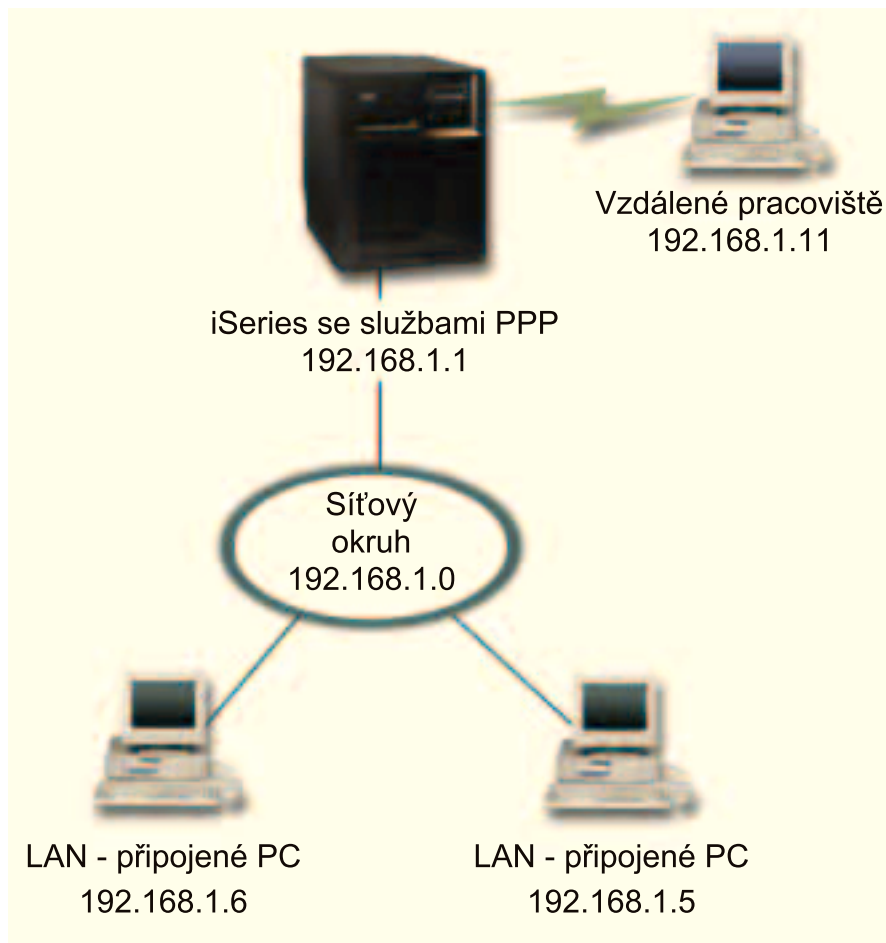 Vzdálené pracoviště
192.168.1.11
iSeries se službami PPP
192.168.1.1
Síťový
okruh
192.168.1.0
LAN - připojené PC
192.168.1.6
LAN - připojené PC
192.168.1.5